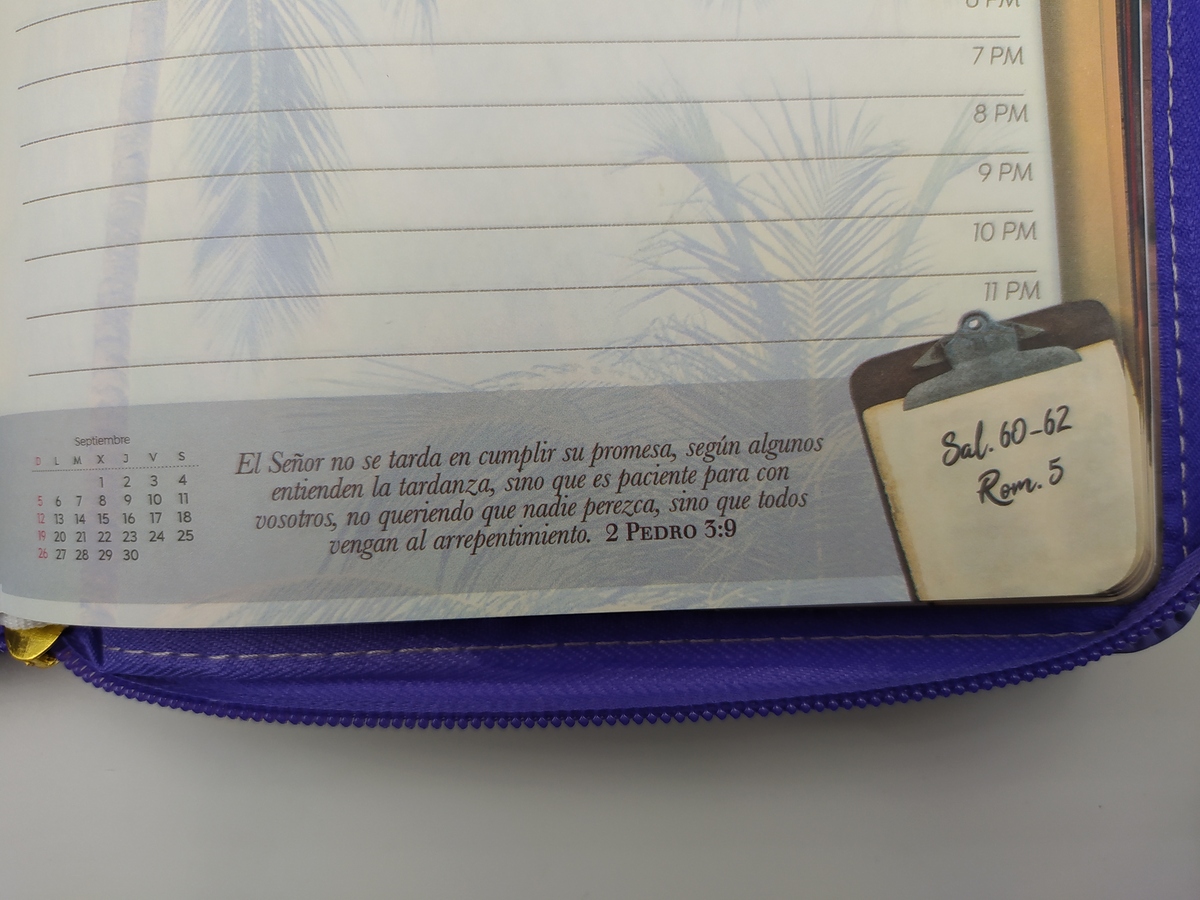 6 PM
7 PM
8 PM
9 PM
10 PM
11 PM
Septiembre
D L M X J V S
1 2 3 4
5 6 7 8 9 10 11
12 13 14 15 16 17 18
19 20 21 22 23 24 25
26 27 28 29 30
El Señor no se tarda en cumplir su promesa, según algunos
entienden la tardanza, sino que es paciente para con
vosotros, no queriendo que nadie perezca, sino que todos
vengan al arrepentimiento. 2 PEDRO 3:9
Sal. 60-62
Rom. 5